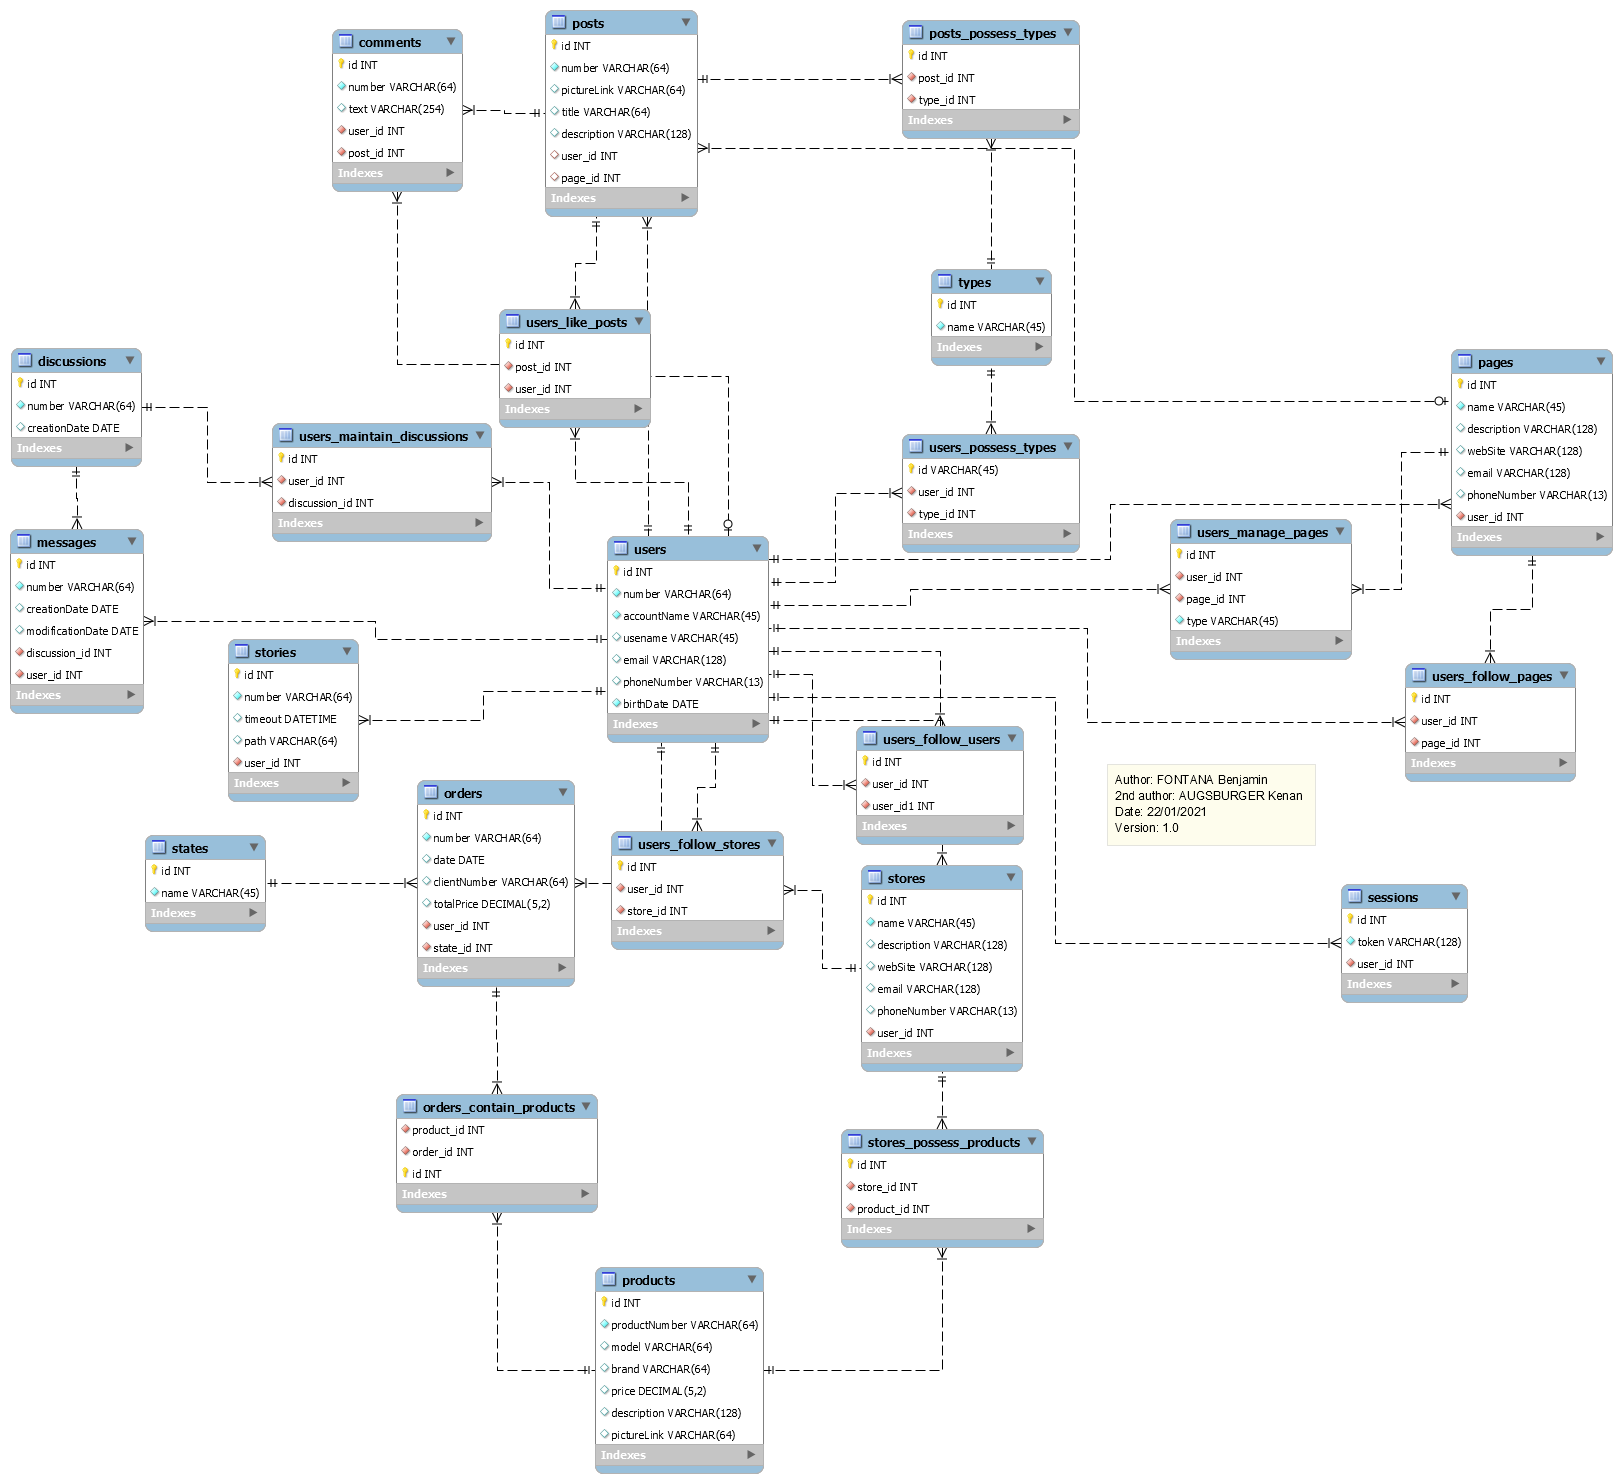 comments
id INT
number VARCHAR(64)
text VARCHAR(254)
user_id INT
post_id INT
Indexes
posts
id INT
number VARCHAR(64)
pictureLink VARCHAR(64)
title VARCHAR(64)
description VARCHAR(128)
user_id INT
page_id INT
Indexes
posts_possess_types
id INT
post_id INT
type_id INT
Indexes
types
id INT
name VARCHAR(45)
Indexes
users_like_posts
id INT
post_id INT
user_id INT
Indexes
discussions
id INT
number VARCHAR(64)
creationDate DATE
Indexes
users_maintain_discussions
id INT
user_id INT
discussion_id INT
Indexes
users_possess_types
id VARCHAR(45)
user_id INT
type_id INT
Indexes
pages
id INT
name VARCHAR(45)
description VARCHAR(128)
webSite VARCHAR(128)
email VARCHAR(128)
phoneNumber VARCHAR(13)
user_id INT
Indexes
messages
id INT
number VARCHAR(64)
creationDate DATE
modificationDate DATE
discussion_id INT
user_id INT
Indexes
users
id INT
number VARCHAR(64)
accountName VARCHAR(45)
usename VARCHAR(45)
email VARCHAR(128)
phoneNumber VARCHAR(13)
birthDate DATE
Indexes
users_manage_pages
id INT
user_id INT
page_id INT
type VARCHAR(45)
Indexes
stories
id INT
number VARCHAR(64)
timeout DATETIME
path VARCHAR(64)
user_id INT
Indexes
users_follow_pages
id INT
user_id INT
page_id INT
Indexes
users_follow_users
id INT
user_id INT
user_id1 INT
Indexes
Author: FONTANA Benjamin
2nd author: AUGSBURGER Kenan
Date: 22/01/2021
Version: 1.0
orders
id INT
number VARCHAR(64)
date DATE
clientNumber VARCHAR(64)
totalPrice DECIMAL(5,2)
user_id INT
state_id INT
Indexes
states
id INT
name VARCHAR(45)
Indexes
users_follow_stores
id INT
user_id INT
store_id INT
Indexes
stores
id INT
name VARCHAR(45)
description VARCHAR(128)
webSite VARCHAR(128)
email VARCHAR(128)
phoneNumber VARCHAR(13)
user_id INT
Indexes
sessions
id INT
token VARCHAR(128)
user_id INT
Indexes
orders_contain_products
product_id INT
order_id INT
id INT
Indexes
stores_possess_products
id INT
store_id INT
product_id INT
Indexes
products
id INT
productNumber VARCHAR(64)
model VARCHAR(64)
brand VARCHAR(64)
price DECIMAL(5,2)
description VARCHAR(128)
pictureLink VARCHAR(64)
Indexes